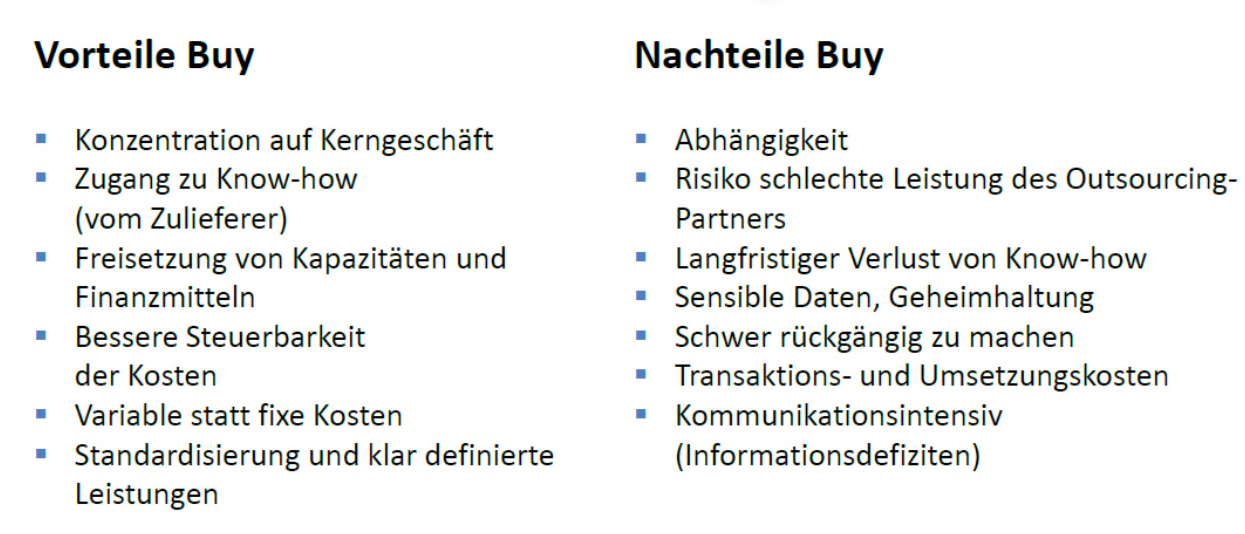 Vorteile Buy
▪ Konzentration auf Kerngeschäft
▪ Zugang zu Know-how
(vom Zulieferer)
▪ Freisetzung von Kapazitäten und
Finanzmitteln
▪ Bessere Steuerbarkeit
der Kosten
▪ Variable statt fixe Kosten
▪ Standardisierung und klar definierte
Leistungen
Nachteile Buy
▪ Abhängigkeit
▪ Risiko schlechte Leistung des Outsourcing-
Partners
▪ Langfristiger Verlust von Know-how
▪ Sensible Daten, Geheimhaltung
▪ Schwer rückgängig zu machen
▪ Transaktions- und Umsetzungskosten
▪ Kommunikationsintensiv
(Informationsdefiziten)